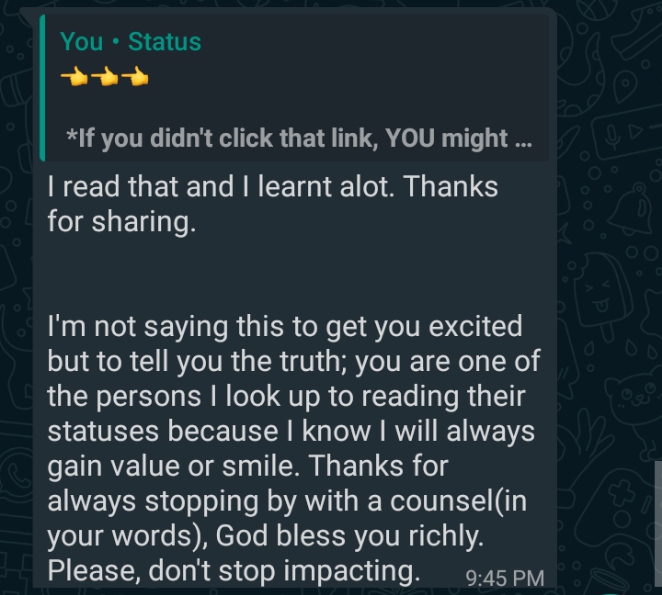 You • Status
👈👈👈
*If you didn't click that link, YOU might ...
I read that and I learnt alot. Thanks
for sharing.
I'm not saying this to get you excited
but to tell you the truth; you are one of
the persons I look up to reading their
statuses because I know I will always
gain value or smile. Thanks for
always stopping by with a counsel(in
your words), God bless you richly.
Please, don't stop impacting.
9:45 PM